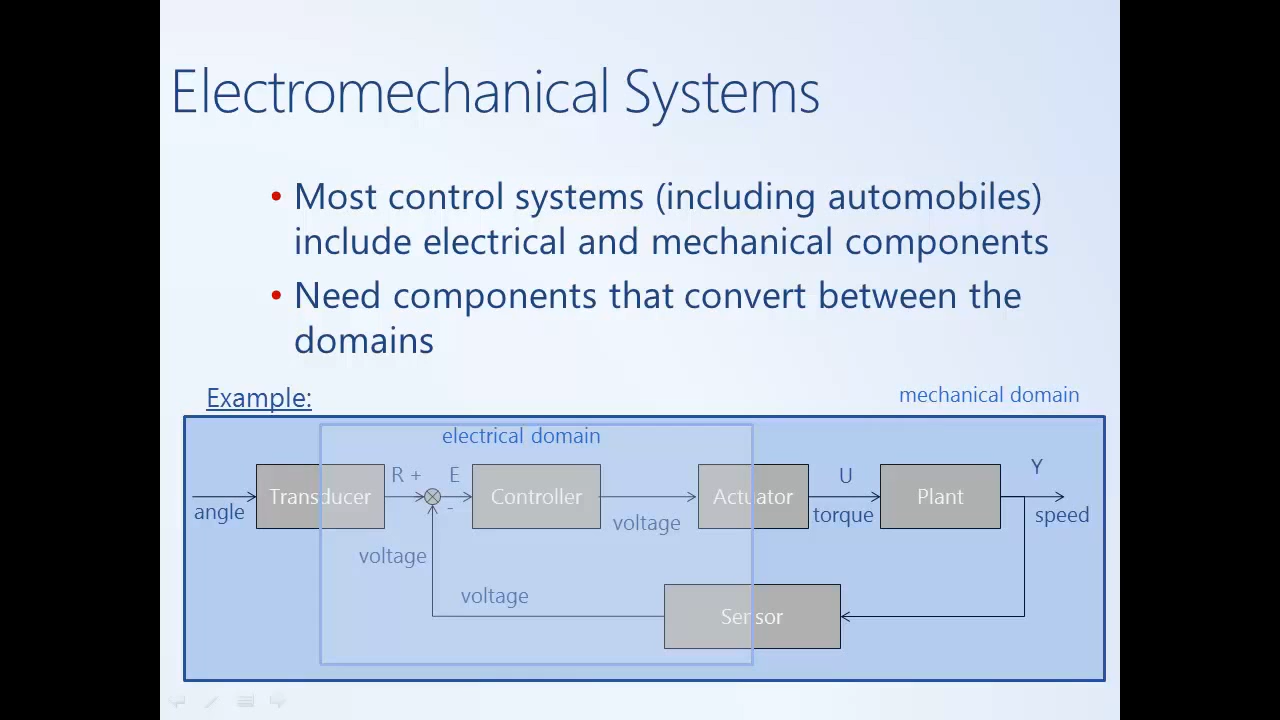 Electromechanical Systems
• Most control systems (including automobiles)
include electrical and mechanical components
• Need components that convert between the
domains
Example:
mechanical domain
electrical domain
angle
Transducer
R +
E
-
Controller
voltage
Actuator
U
torque
Plant
Y
speed
voltage
voltage
Sensor